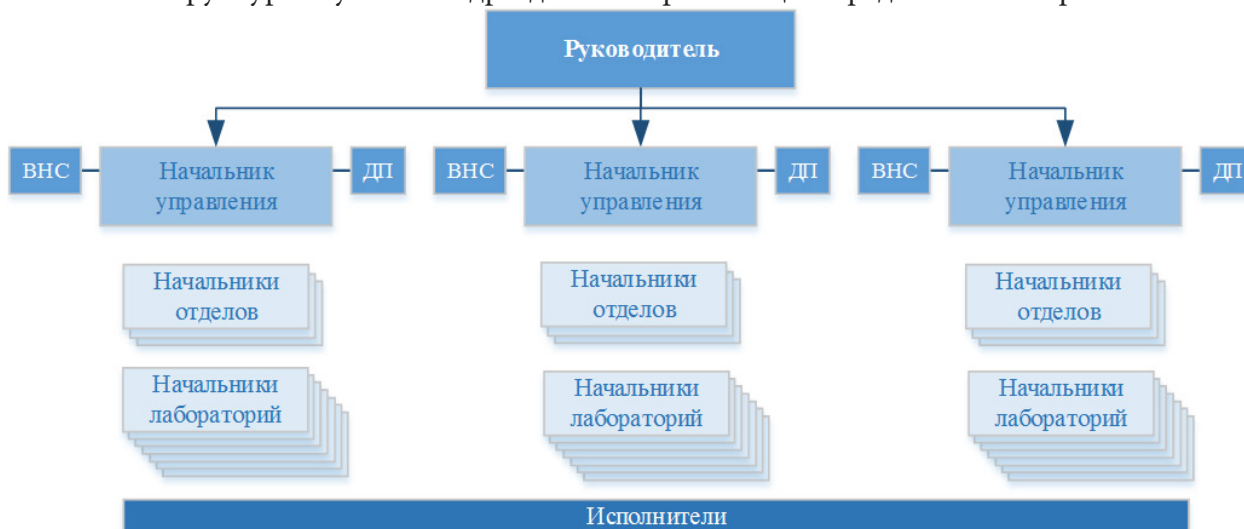 Руководитель
ВНС
Начальник
управления
ДП
ВНС
Начальник
управления
ДП
ВНС
Начальник
управления
ДП
Начальники
отделов
Начальники
отделов
Начальники
отделов
Начальники
лабораторий
Начальники
лабораторий
Начальники
лабораторий
Исполнители